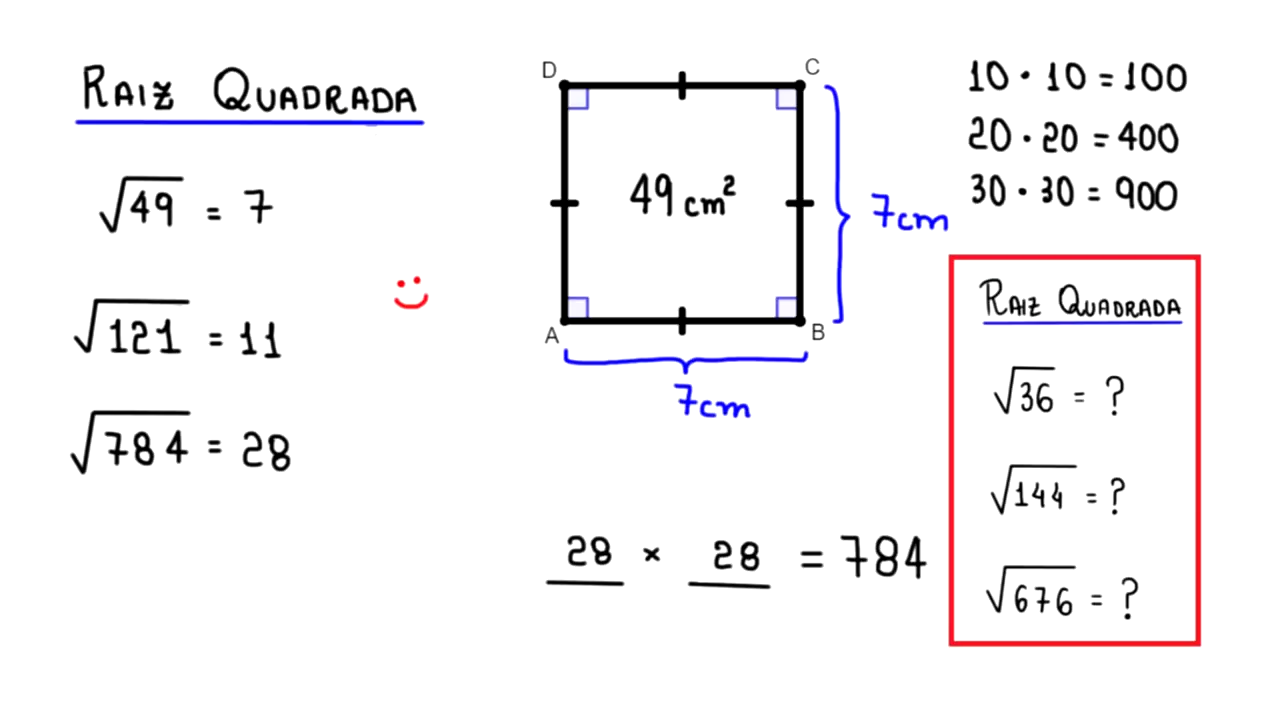 RAIZ QUADRADA
√49 = 7
√121 = 11
√784 = 28
D
C
49 cm²
A
B
7cm
7cm
28 × 28 = 784
10 · 10 = 100
20 · 20 = 400
30 · 30 = 900
RAIZ QUADRADA
√36 = ?
√144 = ?
√676 = ?